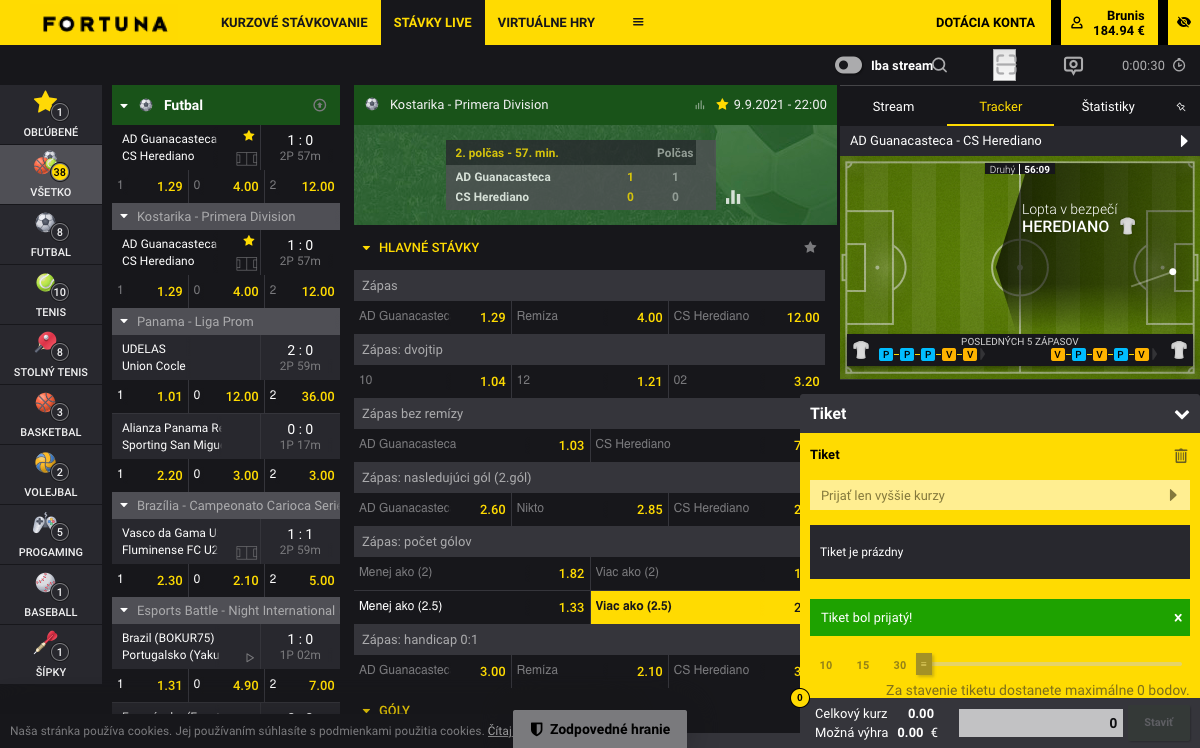 FORTUNA
KURZOVÉ STÁVKOVANIE
STÁVKY LIVE
VIRTUÁLNE HRY
DOTÁCIA KONTA
Brunis
184.94 €
Iba stream
0:00:30
1
OBĽÚBENÉ
38
VŠETKO
8
FUTBAL
10
TENIS
8
STOLNÝ TENIS
3
BASKETBAL
2
VOLEJBAL
5
PROGAMING
1
BASEBALL
1
ŠÍPKY
Futbal
AD Guanacasteca 1 : 0
CS Herediano 2P 57m
1 1.29 0 4.00 2 12.00
Kostarika - Primera Division
AD Guanacasteca 1 : 0
CS Herediano 2P 57m
1 1.29 0 4.00 2 12.00
Panama - Liga Prom
UDELAS 2 : 0
Union Cocle 2P 59m
1 1.01 0 12.00 2 36.00
Alianza Panama R 0 : 0
Sporting San Migu 1P 17m
1 2.20 0 3.00 2 3.00
Brazília - Campeonato Carioca Seri
Vasco da Gama U 1 : 1
Fluminense FC U2 2P 59m
1 2.30 0 2.10 2 5.00
Esports Battle - Night International
Brazil (BOKUR75) 1 : 0
Portugalsko (Yaku 1P 02m
1 1.31 0 4.90 2 7.00
Kostarika - Primera Division
9.9.2021 - 22:00
2. polčas - 57. min. Polčas
AD Guanacasteca 1 1
CS Herediano 0 0
HLAVNÉ STÁVKY
Zápas
AD Guanacastec 1.29 Remíza 4.00 CS Herediano 12.00
Zápas: dvojtip
10 1.04 12 1.21 02 3.20
Zápas bez remízy
AD Guanacasteca 1.03 CS Herediano 7
Zápas: nasledujúci gól (2.gól)
AD Guanacastec 2.60 Nikto 2.85 CS Herediano 2
Zápas: počet gólov
Menej ako (2) 1.82 Viac ako (2) 1
Menej ako (2.5) 1.33 Viac ako (2.5) 2
Zápas: handicap 0:1
AD Guanacastec 3.00 Remíza 2.10 CS Herediano 3
GÓLY
Stream
Tracker
Štatistiky
AD Guanacasteca - CS Herediano
Druhý 56:09
Lopta v bezpečí
HEREDIANO
POSLEDNÝCH 5 ZÁPASOV
P P P V V V P V P V
Tiket
Tiket
Prijať len vyššie kurzy
Tiket je prázdny
Tiket bol prijatý! ×
10 15 30 =
Za stavenie tiketu dostanete maximálne 0 bodov.
0
Celkový kurz 0.00
Možná výhra 0.00 €
0
Staviť
Naša stránka používa cookies. Jej používaním súhlasíte s podmienkami použitia cookies. Čítaj
Zodpovedné hranie